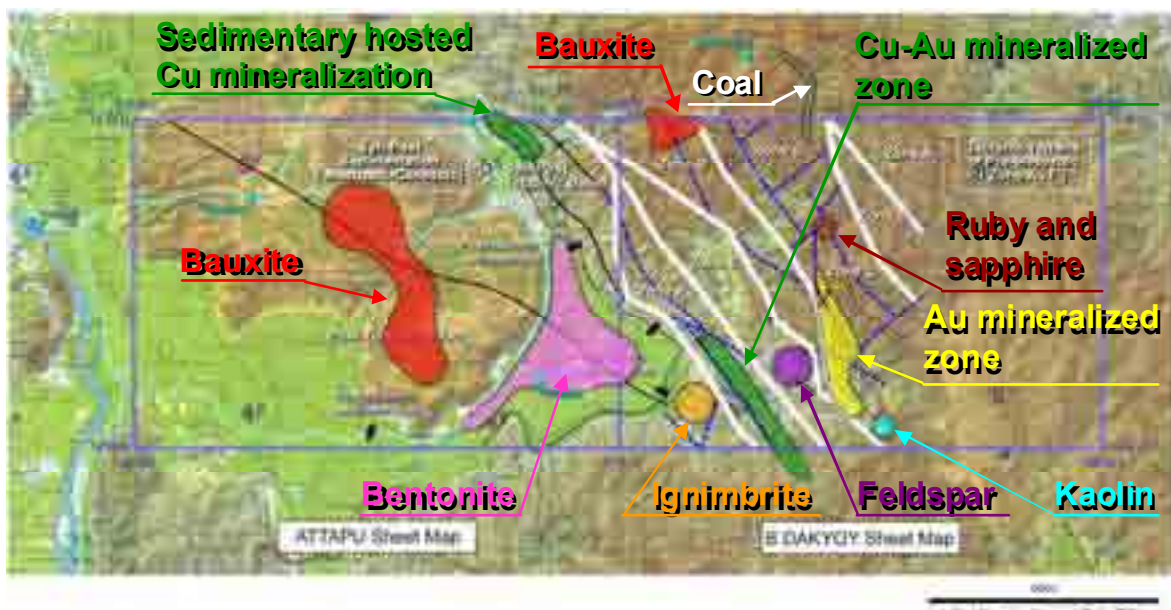 Sedimentary hosted
Cu mineralization
Bauxite
Coal
Cu-Au mineralized
zone
Bauxite
Ruby and
sapphire
Au mineralized
zone
Bentonite
Ignimbrite
Feldspar
Kaolin
ATTAPU Sheet Map
B DAKYOY Sheet Map